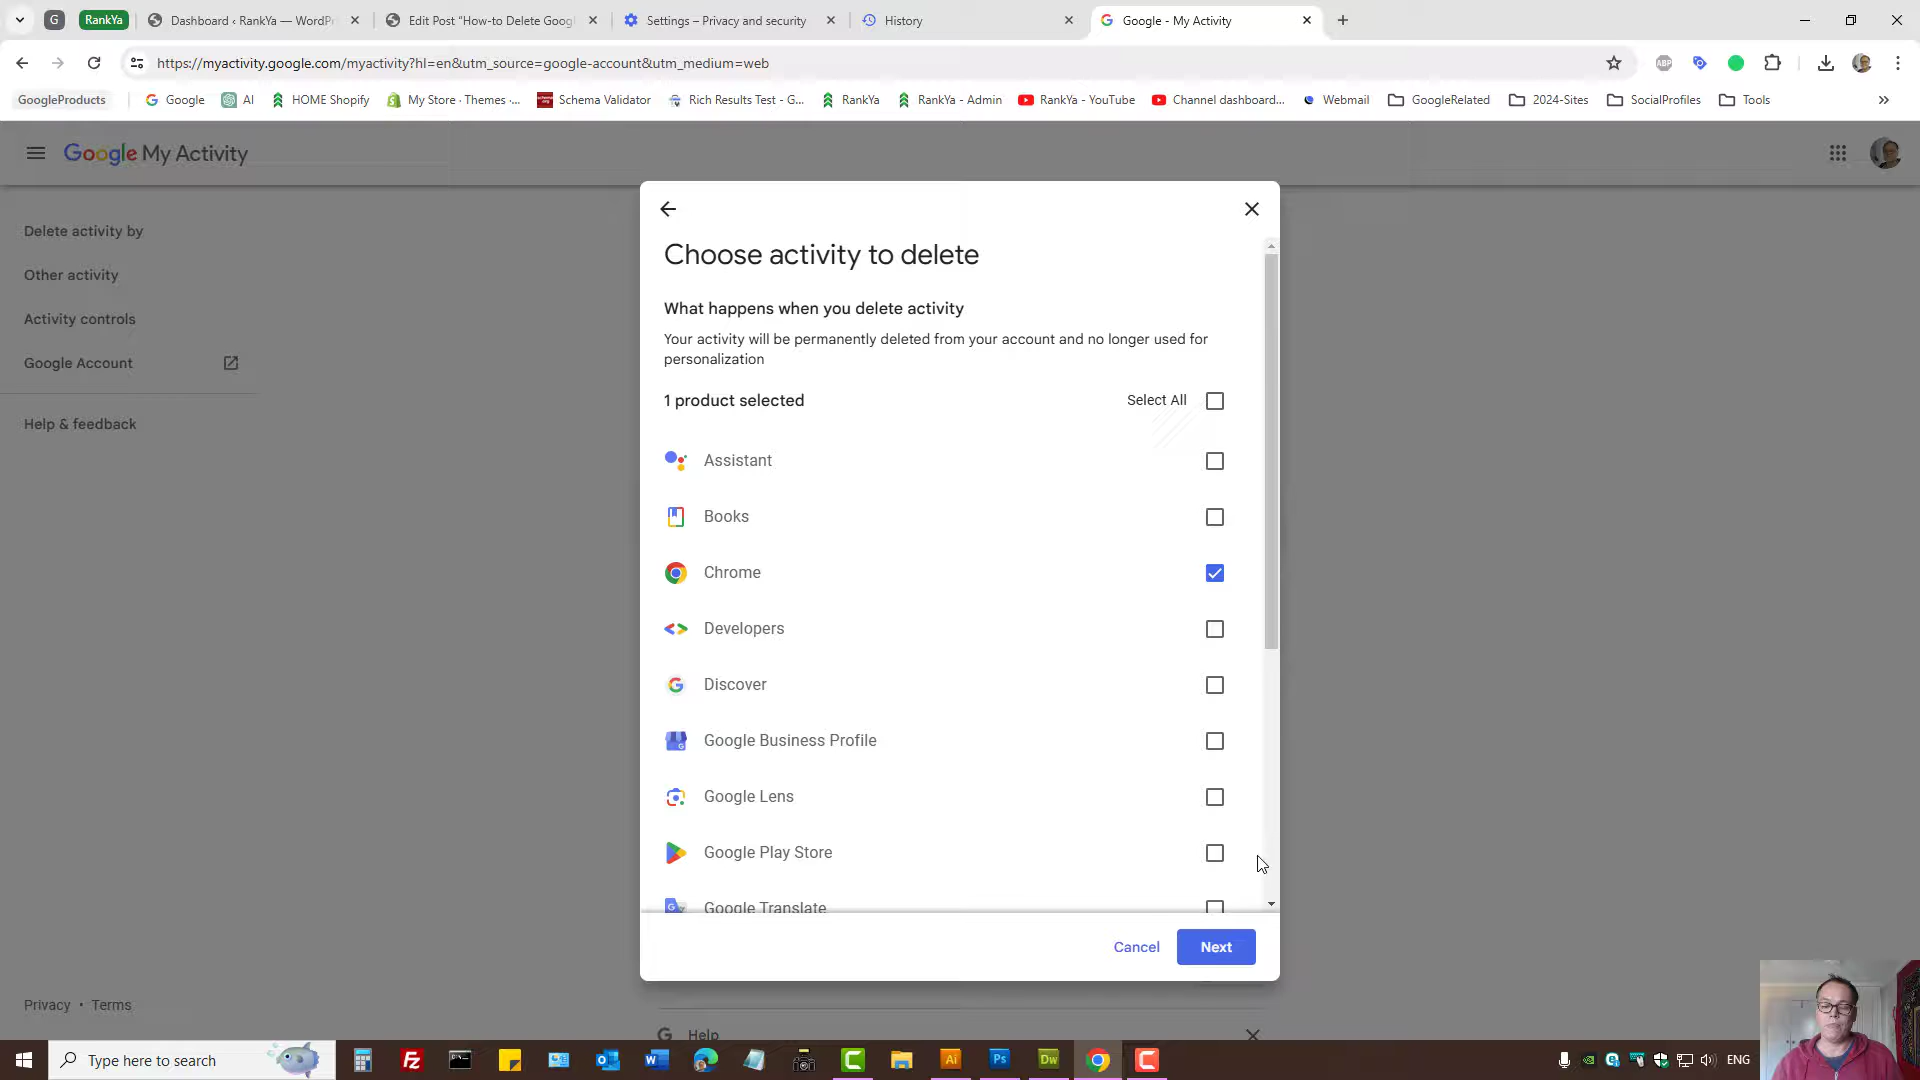 G
RankYa
Dashboard ‹ RankYa — WordPr
Edit Post "How-to Delete Goog
Settings – Privacy and security
History
Google - My Activity
https://myactivity.google.com/myactivity?hl=en&utm_source=google-account&utm_medium=web
ABP
GoogleProducts
Google
AI
HOME Shopify
My Store · Themes ·...
Schema Validator
Rich Results Test - G...
RankYa
RankYa - Admin
RankYa - YouTube
Channel dashboard...
Webmail
GoogleRelated
2024-Sites
SocialProfiles
Tools
Google My Activity
Delete activity by
Other activity
Activity controls
Google Account
Help & feedback
Choose activity to delete
What happens when you delete activity
Your activity will be permanently deleted from your account and no longer used for
personalization
1 product selected
Select All
Assistant
Books
Chrome
Developers
Discover
Google Business Profile
Google Lens
Google Play Store
Google Translate
Cancel
Next
Privacy • Terms
Help
Type here to search
ENG